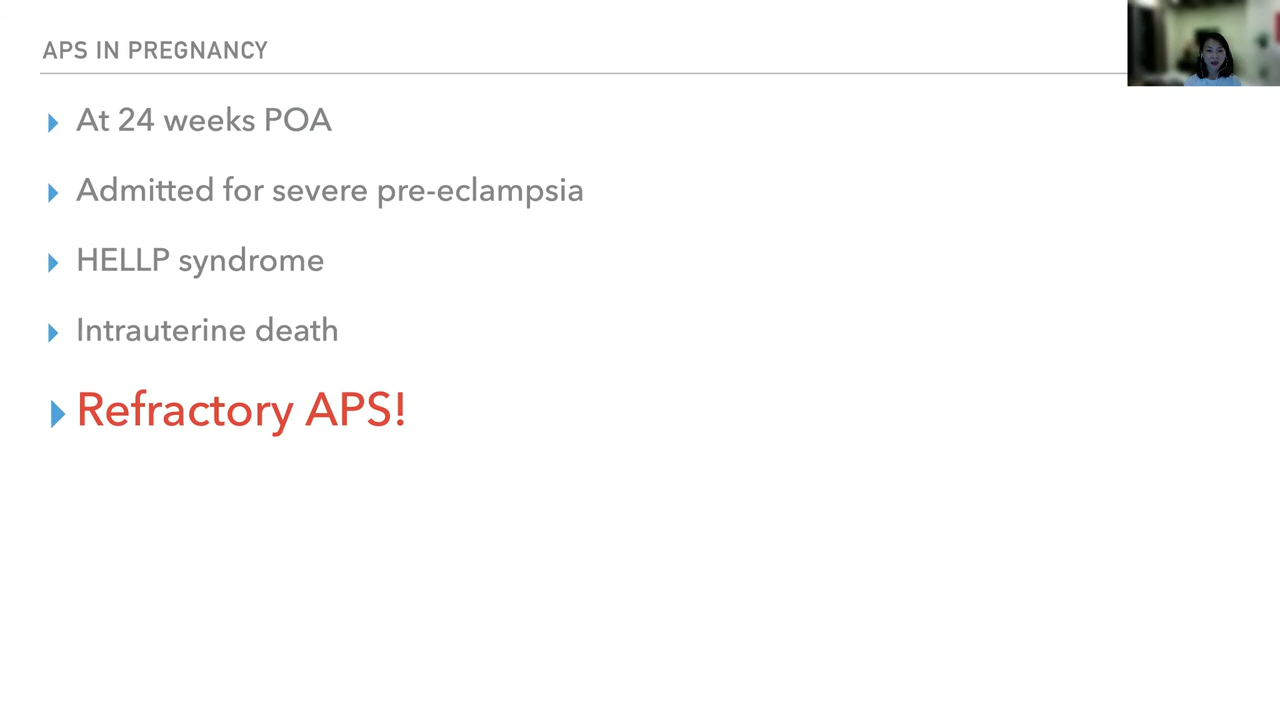 APS IN PREGNANCY
At 24 weeks POA
Admitted for severe pre-eclampsia
HELLP syndrome
Intrauterine death
Refractory APS!